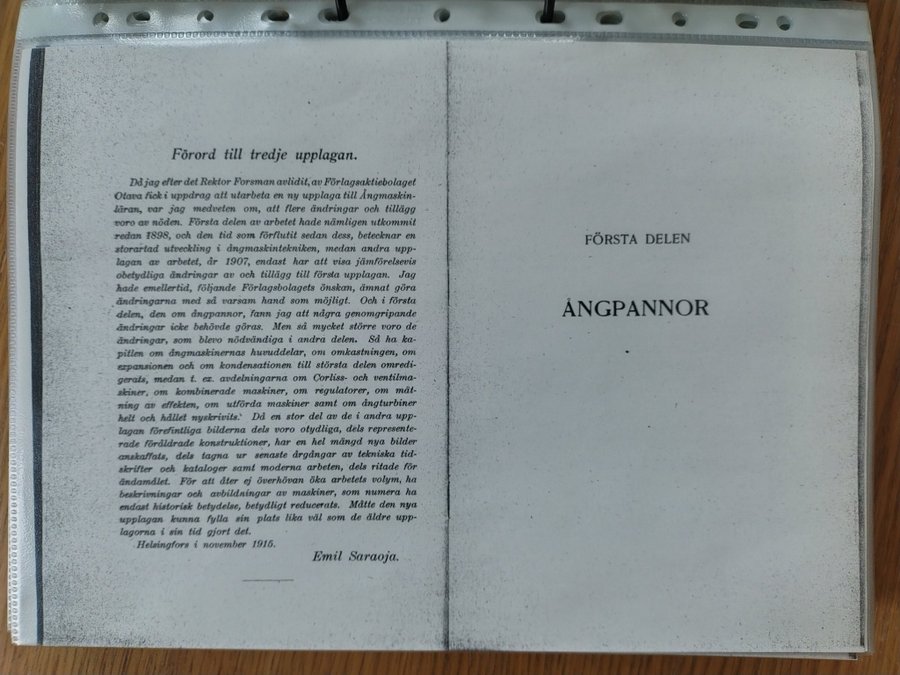 Förord till tredje upplagan.
Då jag efter det Rektor Forsman avlidit, av Förlagsaktiebolaget
Otava fick i uppdrag att utarbeta en ny upplaga till Ångmaskin-
läran, var jag medveten om, att flere ändringar och tillägg
voro av nöden. Första delen av arbetet hade nämligen utkommit
redan 1898, och den tid som förflutit sedan dess, betecknar en
storartad utveckling i ångmaskintekniken, medan andra upp-
lagan av arbetet, år 1907, endast har att visa jämförelsevis
obetydliga ändringar av och tillägg till första upplagan. Jag
hade emellertid, följande Förlagsbolagets önskan, ämnat göra
ändringarna med så varsam hand som möjligt. Och i första
delen, den om ångpannor, fann jag att några genomgripande
ändringar icke behövde göras. Men så mycket större voro de
ändringar, som blevo nödvändiga i andra delen. Så ha ka-
pitlen om ångmaskinernas huvuddelar, om omkastningen, om
expansionen och om kondensationen till största delen omredi-
gerats, medan t. ex. avdelningarna om Corliss- och ventilma-
skiner, om kombinerade maskiner, om regulatorer, om mät-
ning av effekten, om utförda maskiner samt om ångturbiner
helt och hållet nyskrivits. Då en stor del av de i andra upp-
lagan förefintliga bilderna dels voro otydliga, dels represente-
rade föråldrade konstruktioner, har en hel mängd nya bilder
anskaffats, dels tagna ur senaste årgångar av tekniska tid-
skrifter och kataloger samt moderna arbeten, dels ritade för
ändamålet. För att åter ej överhövan öka arbetets volym, ha
beskrivningar och avbildningar av maskiner, som numera ha
endast historisk betydelse, betydligt reducerats. Måtte den nya
upplagan kunna fylla sin plats lika väl som de äldre upp-
lagorna i sin tid gjort det.
Helsingfors i november 1915.
Emil Saraoja.
FÖRSTA DELEN
ÅNGPANNOR